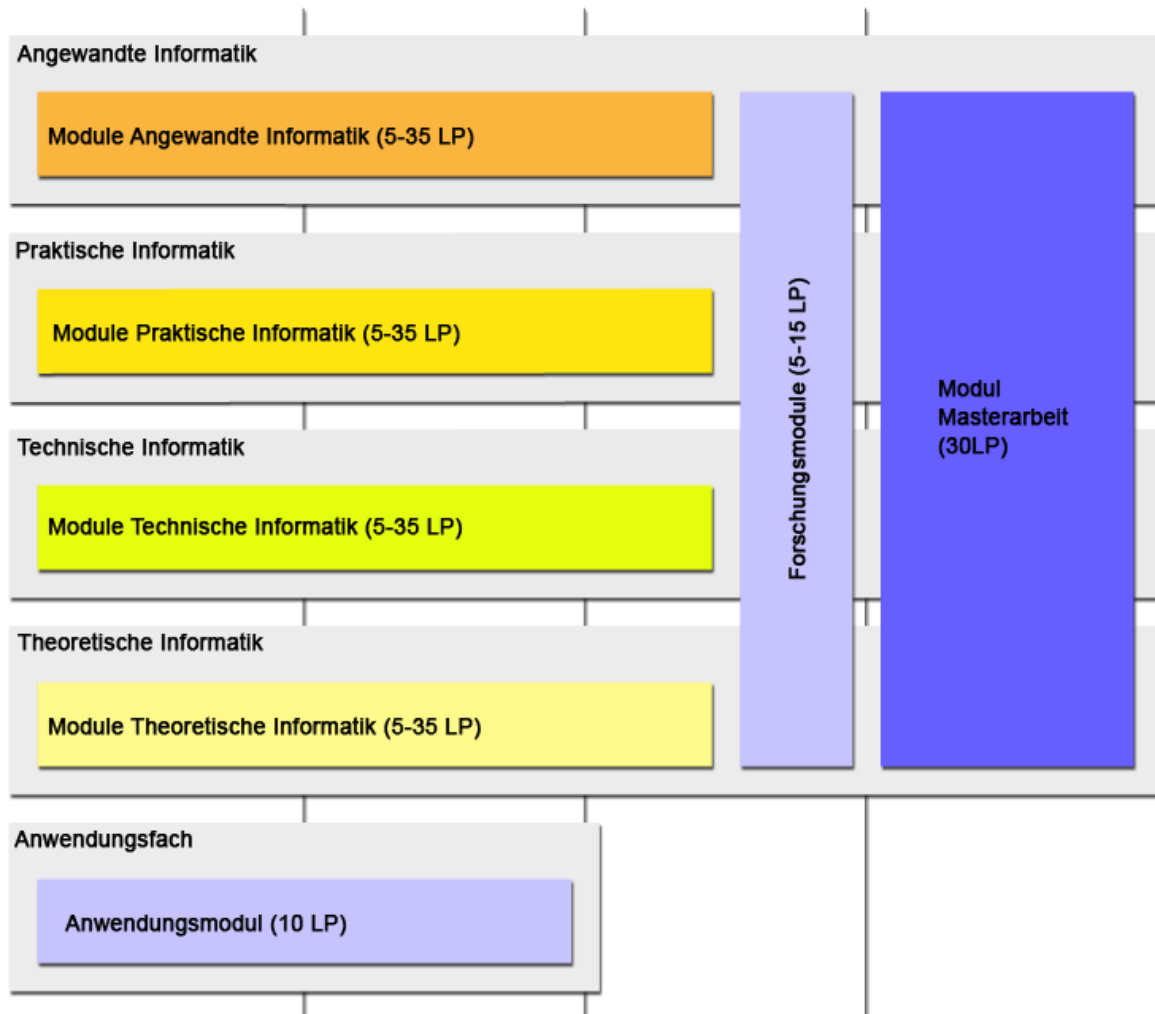 Angewandte Informatik
Module Angewandte Informatik (5-35 LP)
Praktische Informatik
Module Praktische Informatik (5-35 LP)
Technische Informatik
Module Technische Informatik (5-35 LP)
Theoretische Informatik
Module Theoretische Informatik (5-35 LP)
Forschungsmodule (5-15 LP)
Modul
Masterarbeit
(30LP)
Anwendungsfach
Anwendungsmodul (10 LP)